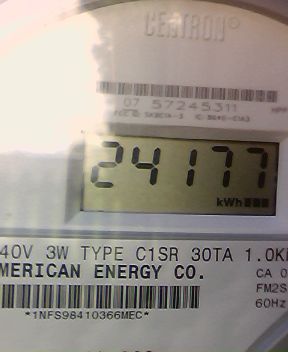 CENTRON®
07 57245311
24177
kWh
40V 3W TYPE C1SR 30TA 1.0K
MERICAN ENERGY CO.
CA 0
FM2S
60Hz
*1NFS98410366MEC*